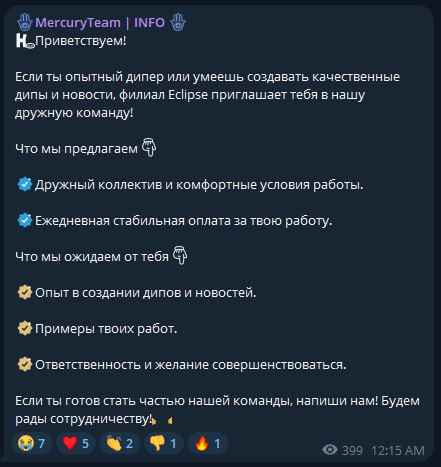 MercuryTeam | INFO
Приветствуем!
Если ты опытный дипер или умеешь создавать качественные
дипы и новости, филиал Eclipse приглашает тебя в нашу
дружную команду!
Что мы предлагаем
Дружный коллектив и комфортные условия работы.
Ежедневная стабильная оплата за твою работу.
Что мы ожидаем от тебя
Опыт в создании дипов и новостей.
Примеры твоих работ.
Ответственность и желание совершенствоваться.
Если ты готов стать частью нашей команды, напиши нам! Будем
рады сотрудничеству!
7 5 2 1 1
399 12:15 AM